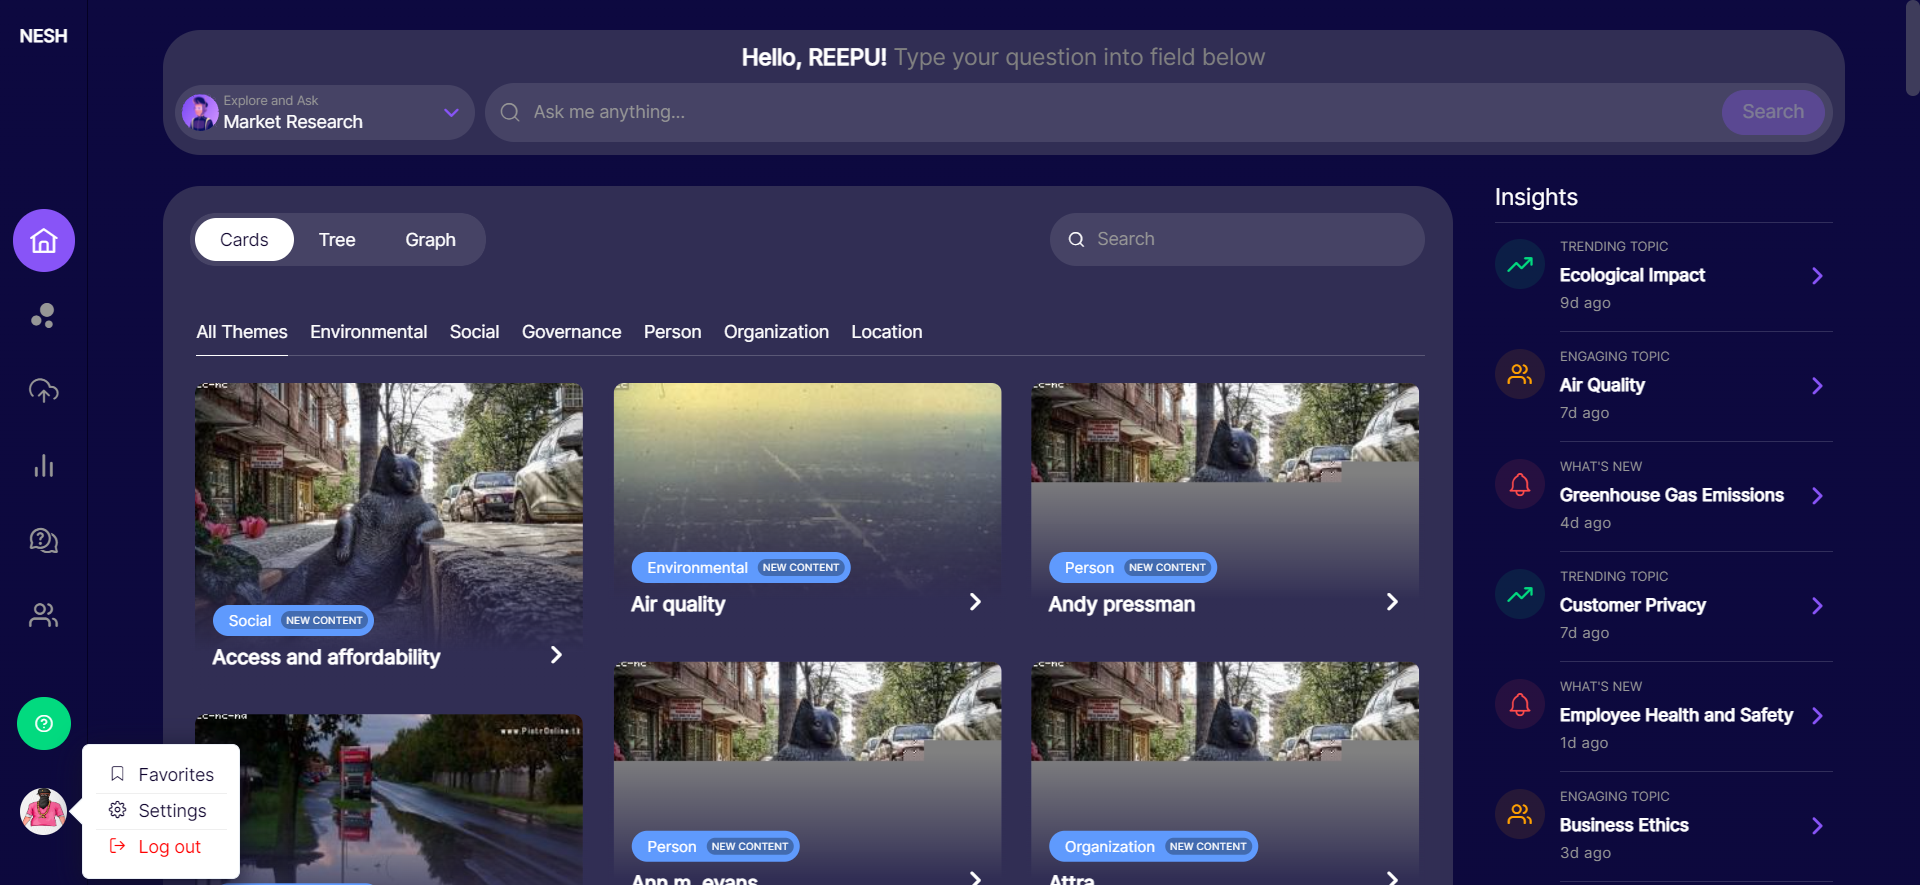 NESH
Hello, REEPU! Type your question into field below
Explore and Ask
Market Research
Ask me anything...
Search
Cards
Tree
Graph
Search
All Themes
Environmental
Social
Governance
Person
Organization
Location
Social NEW CONTENT
Access and affordability
Environmental NEW CONTENT
Air quality
Person NEW CONTENT
Andy pressman
www.PiotrOnline.tk
Person NEW CONTENT
Ann m. evans
Organization NEW CONTENT
Attra
Insights
TRENDING TOPIC
Ecological Impact
9d ago
ENGAGING TOPIC
Air Quality
7d ago
WHAT'S NEW
Greenhouse Gas Emissions
4d ago
TRENDING TOPIC
Customer Privacy
7d ago
WHAT'S NEW
Employee Health and Safety
1d ago
ENGAGING TOPIC
Business Ethics
3d ago
Favorites
Settings
Log out